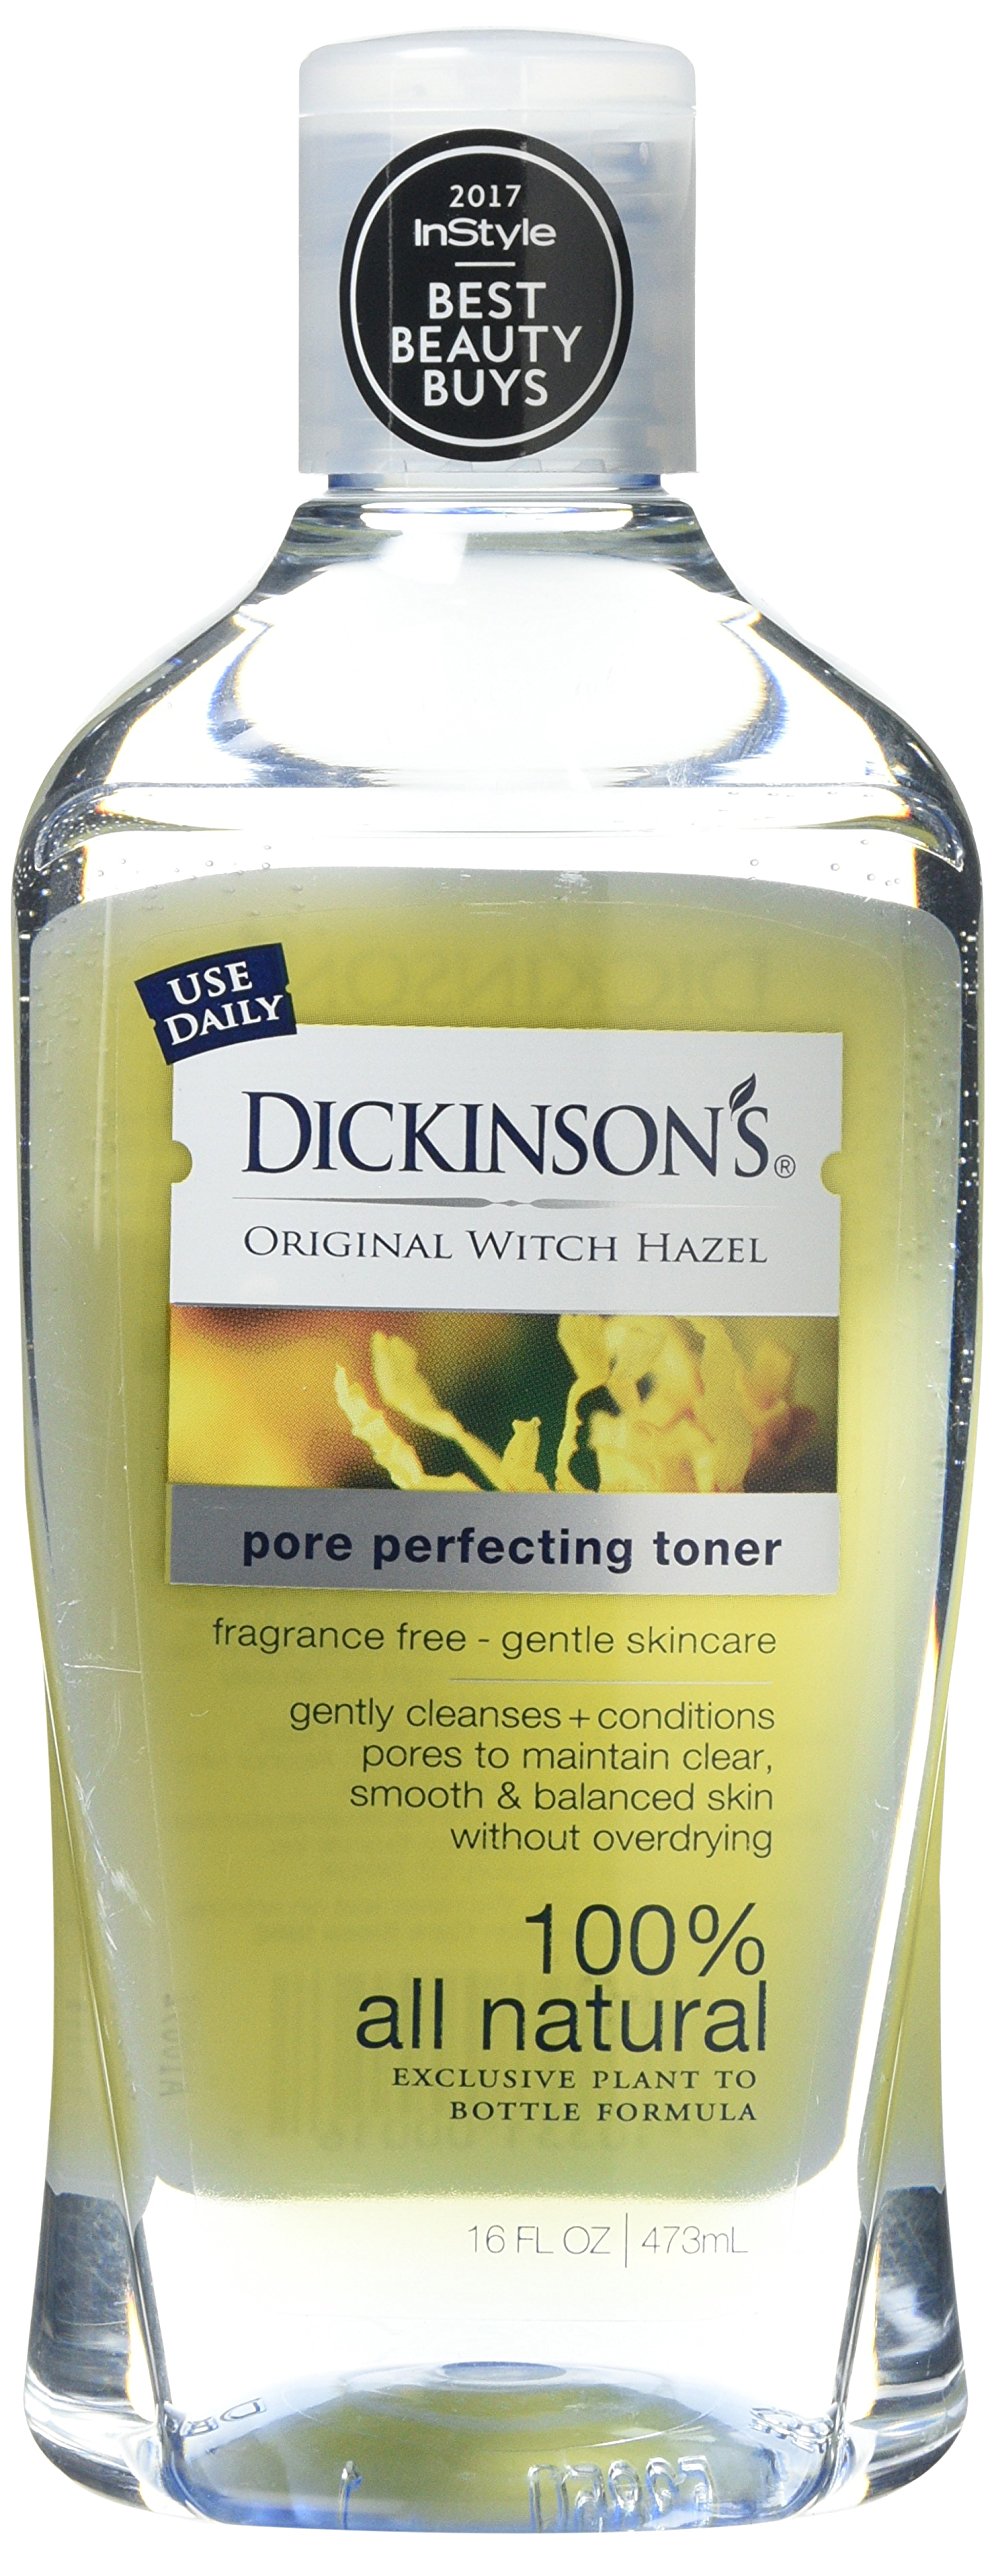 2017
InStyle
BEST
BEAUTY
BUYS
USE
DAILY
DICKINSON'S®
ORIGINAL WITCH HAZEL
pore perfecting toner
fragrance free - gentle skincare
gently cleanses + conditions
pores to maintain clear,
smooth & balanced skin
without overdrying
100%
all natural
EXCLUSIVE PLANT TO
BOTTLE FORMULA
16 FL OZ | 473mL